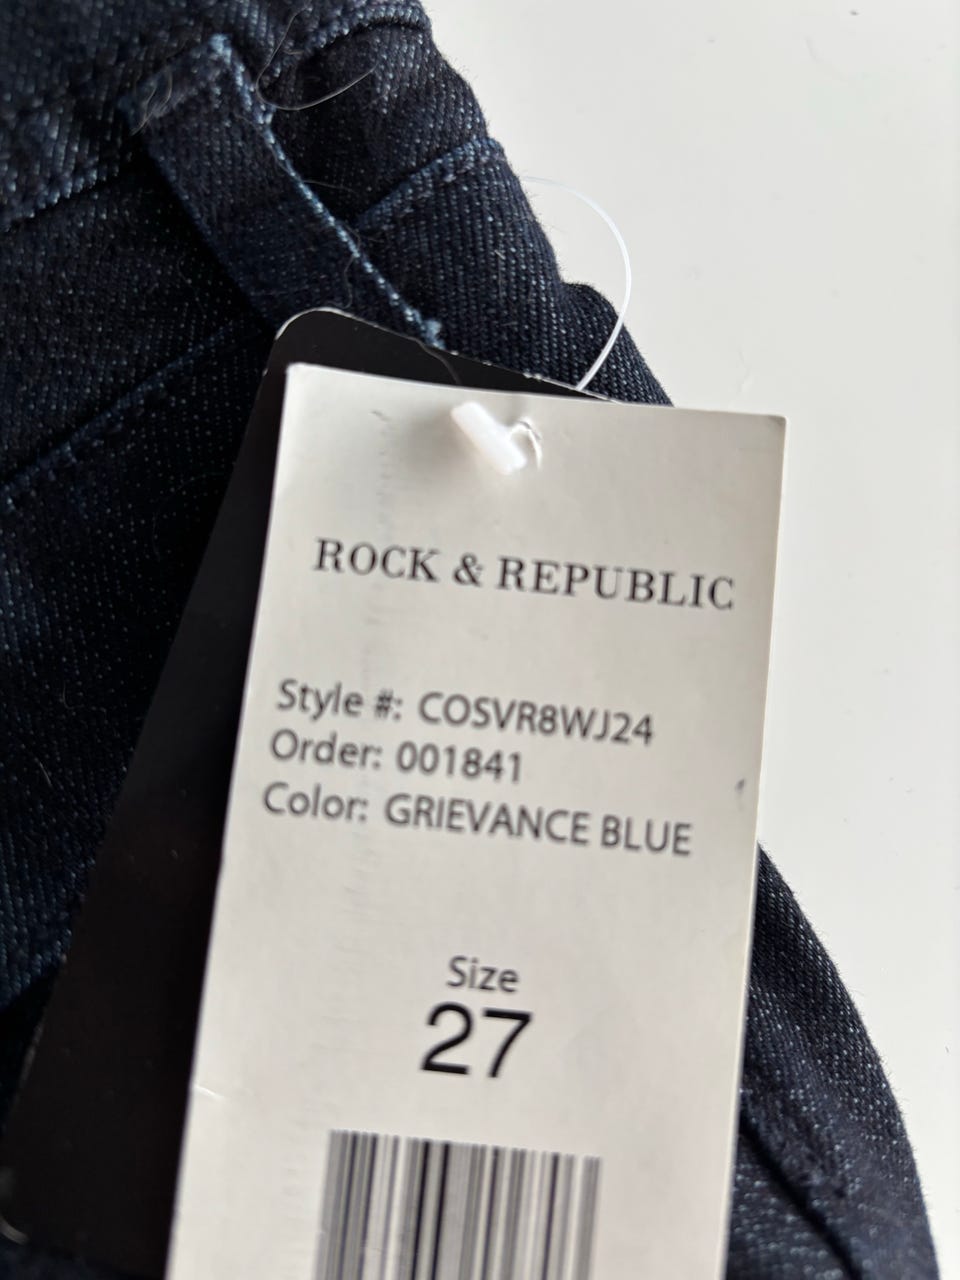 ROCK & REPUBLIC
Style #: COSVR8WJ24
Order: 001841
Color: GRIEVANCE BLUE
Size
27